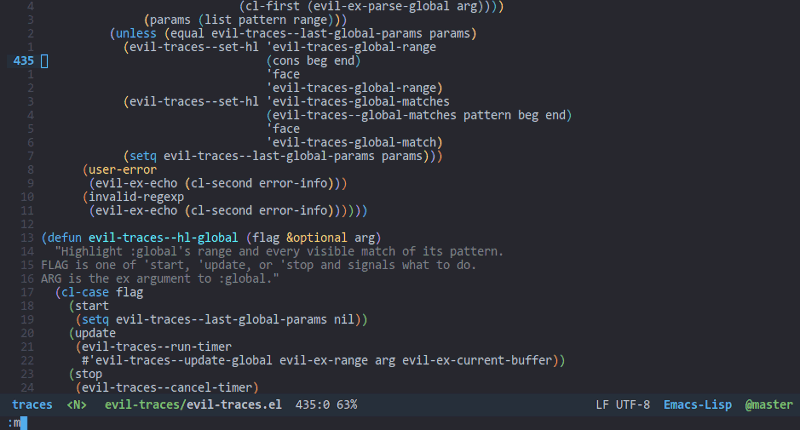 4 (cl-first (evil-ex-parse-global arg))))
3 (params (list pattern range)))
2 (unless (equal evil-traces--last-global-params params)
1 (evil-traces--set-hl 'evil-traces-global-range
435 (cons beg end)
1 'face
2 'evil-traces-global-range)
3 (evil-traces--set-hl 'evil-traces-global-matches
4 (evil-traces--global-matches pattern beg end)
5 'face
6 'evil-traces-global-match)
7 (setq evil-traces--last-global-params params)))
8 (user-error
9 (evil-ex-echo (cl-second error-info)))
10 (invalid-regexp
11 (evil-ex-echo (cl-second error-info))))))
12
13 (defun evil-traces--hl-global (flag &optional arg)
14 "Highlight :global's range and every visible match of its pattern.
15 FLAG is one of 'start, 'update, or 'stop and signals what to do.
16 ARG is the ex argument to :global."
17 (cl-case flag
18 (start
19 (setq evil-traces--last-global-params nil))
20 (update
21 (evil-traces--run-timer
22 #'evil-traces--update-global evil-ex-range arg evil-ex-current-buffer))
23 (stop
24 (evil-traces--cancel-timer)
traces <N> evil-traces/evil-traces.el 435:0 63% LF UTF-8 Emacs-Lisp @master
:m